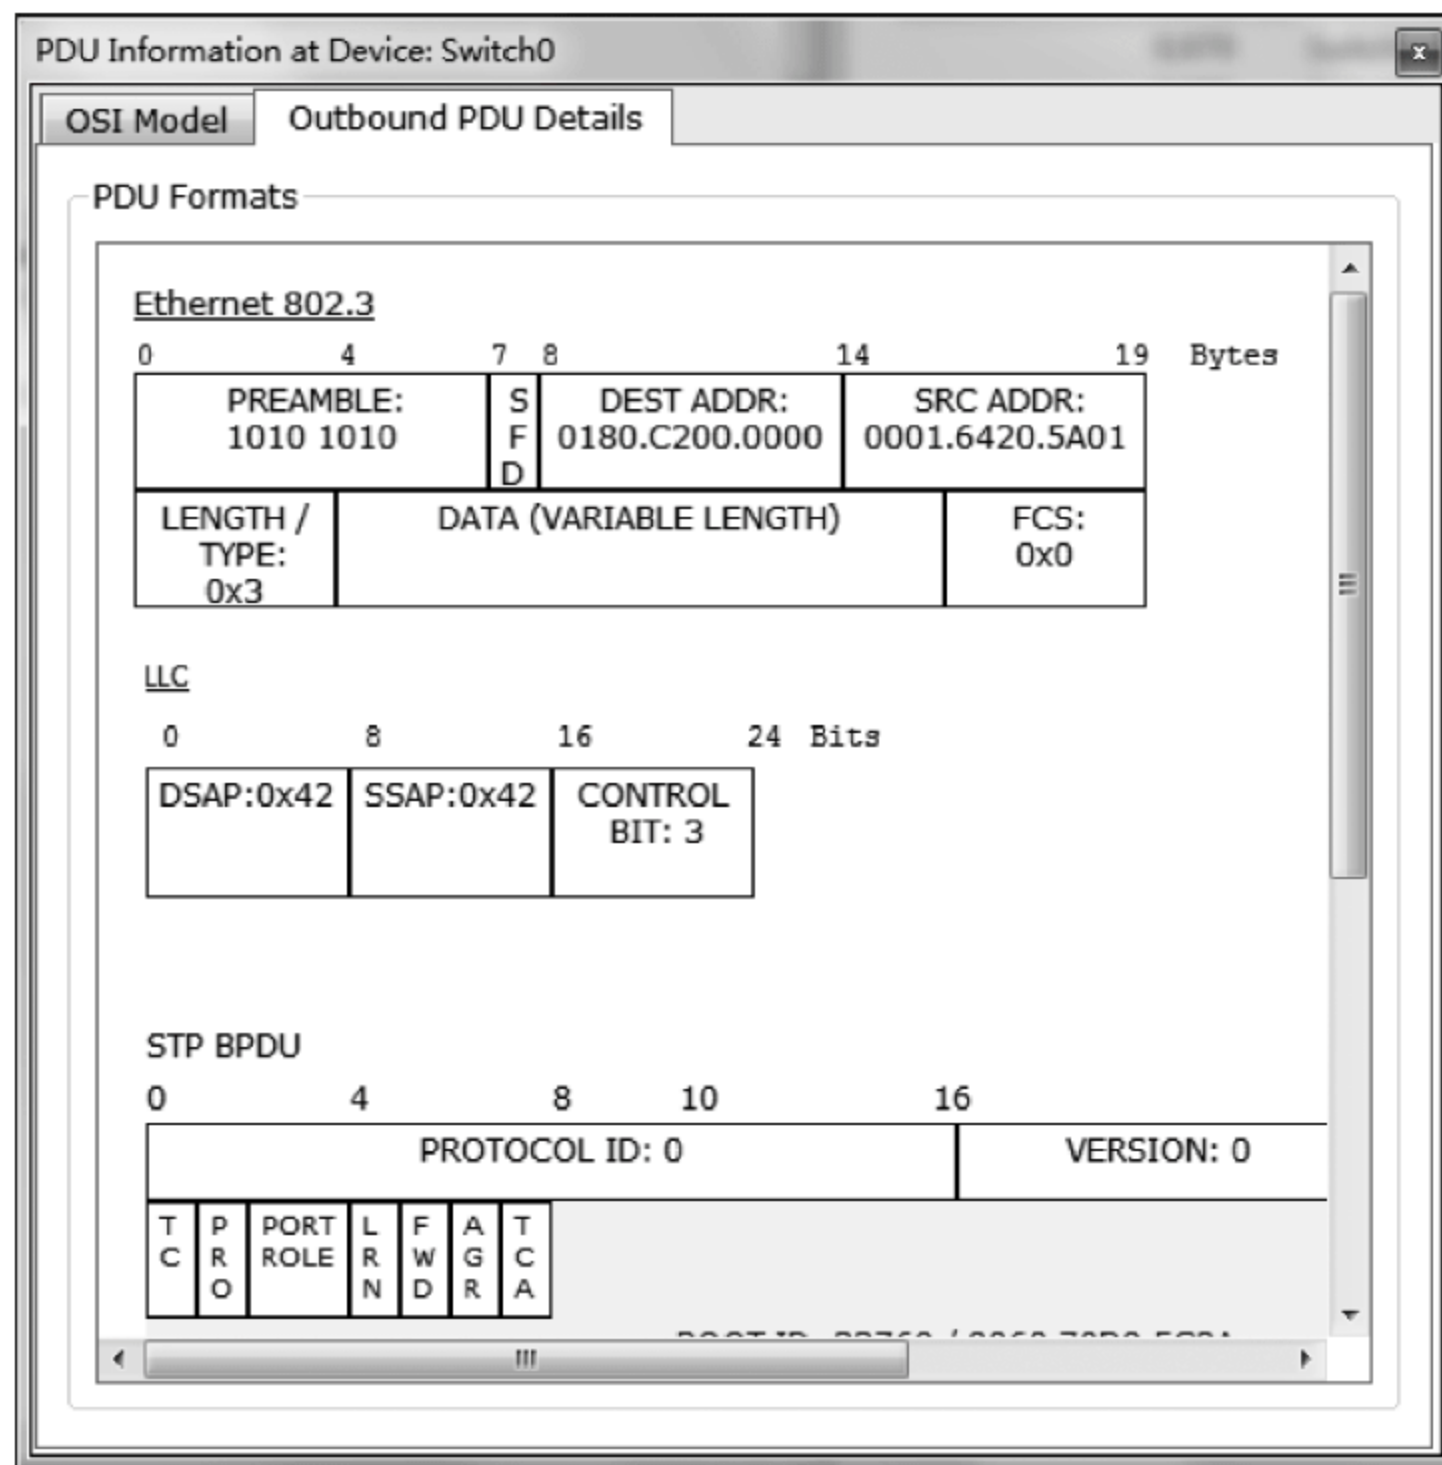 PDU Information at Device: Switch0
x
OSI Model
Outbound PDU Details
PDU Formats
Ethernet 802.3
0 4 7 8 14 19 Bytes
PREAMBLE:
1010 1010
S
F
D
DEST ADDR:
0180.C200.0000
SRC ADDR:
0001.6420.5A01
LENGTH /
TYPE:
0x3
DATA (VARIABLE LENGTH)
FCS:
0x0
LLC
0 8 16 24 Bits
DSAP:0x42
SSAP:0x42
CONTROL
BIT: 3
STP BPDU
0 4 8 10 16
PROTOCOL ID: 0
VERSION: 0
T
C
P
R
O
PORT
ROLE
L
R
N
F
W
D
A
G
R
T
C
A